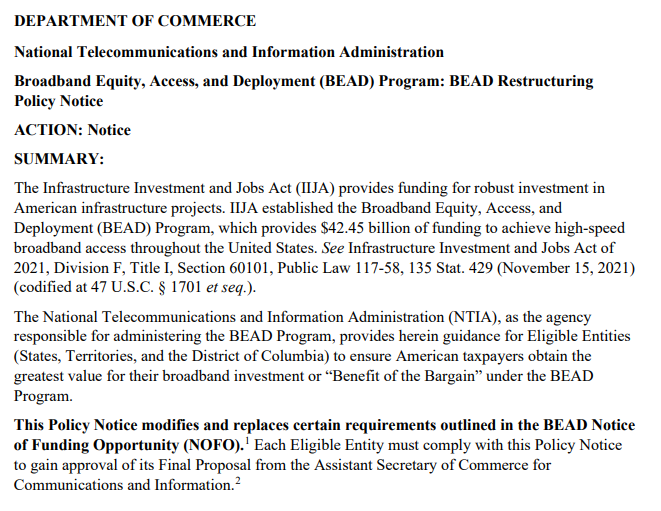 DEPARTMENT OF COMMERCE
National Telecommunications and Information Administration
Broadband Equity, Access, and Deployment (BEAD) Program: BEAD Restructuring
Policy Notice
ACTION: Notice
SUMMARY:
The Infrastructure Investment and Jobs Act (IIJA) provides funding for robust investment in
American infrastructure projects. IIJA established the Broadband Equity, Access, and
Deployment (BEAD) Program, which provides $42.45 billion of funding to achieve high-speed
broadband access throughout the United States. See Infrastructure Investment and Jobs Act of
2021, Division F, Title I, Section 60101, Public Law 117-58, 135 Stat. 429 (November 15, 2021)
(codified at 47 U.S.C. § 1701 et seq.).
The National Telecommunications and Information Administration (NTIA), as the agency
responsible for administering the BEAD Program, provides herein guidance for Eligible Entities
(States, Territories, and the District of Columbia) to ensure American taxpayers obtain the
greatest value for their broadband investment or “Benefit of the Bargain” under the BEAD
Program.
This Policy Notice modifies and replaces certain requirements outlined in the BEAD Notice
of Funding Opportunity (NOFO).1 Each Eligible Entity must comply with this Policy Notice
to gain approval of its Final Proposal from the Assistant Secretary of Commerce for
Communications and Information.2